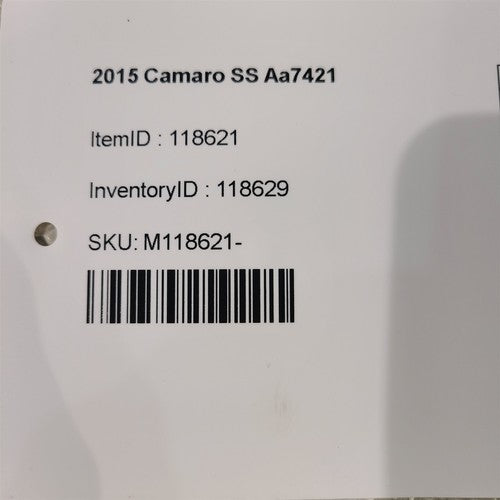 2015 Camaro SS Aa7421
ItemID : 118621
InventoryID : 118629
SKU: M118621-